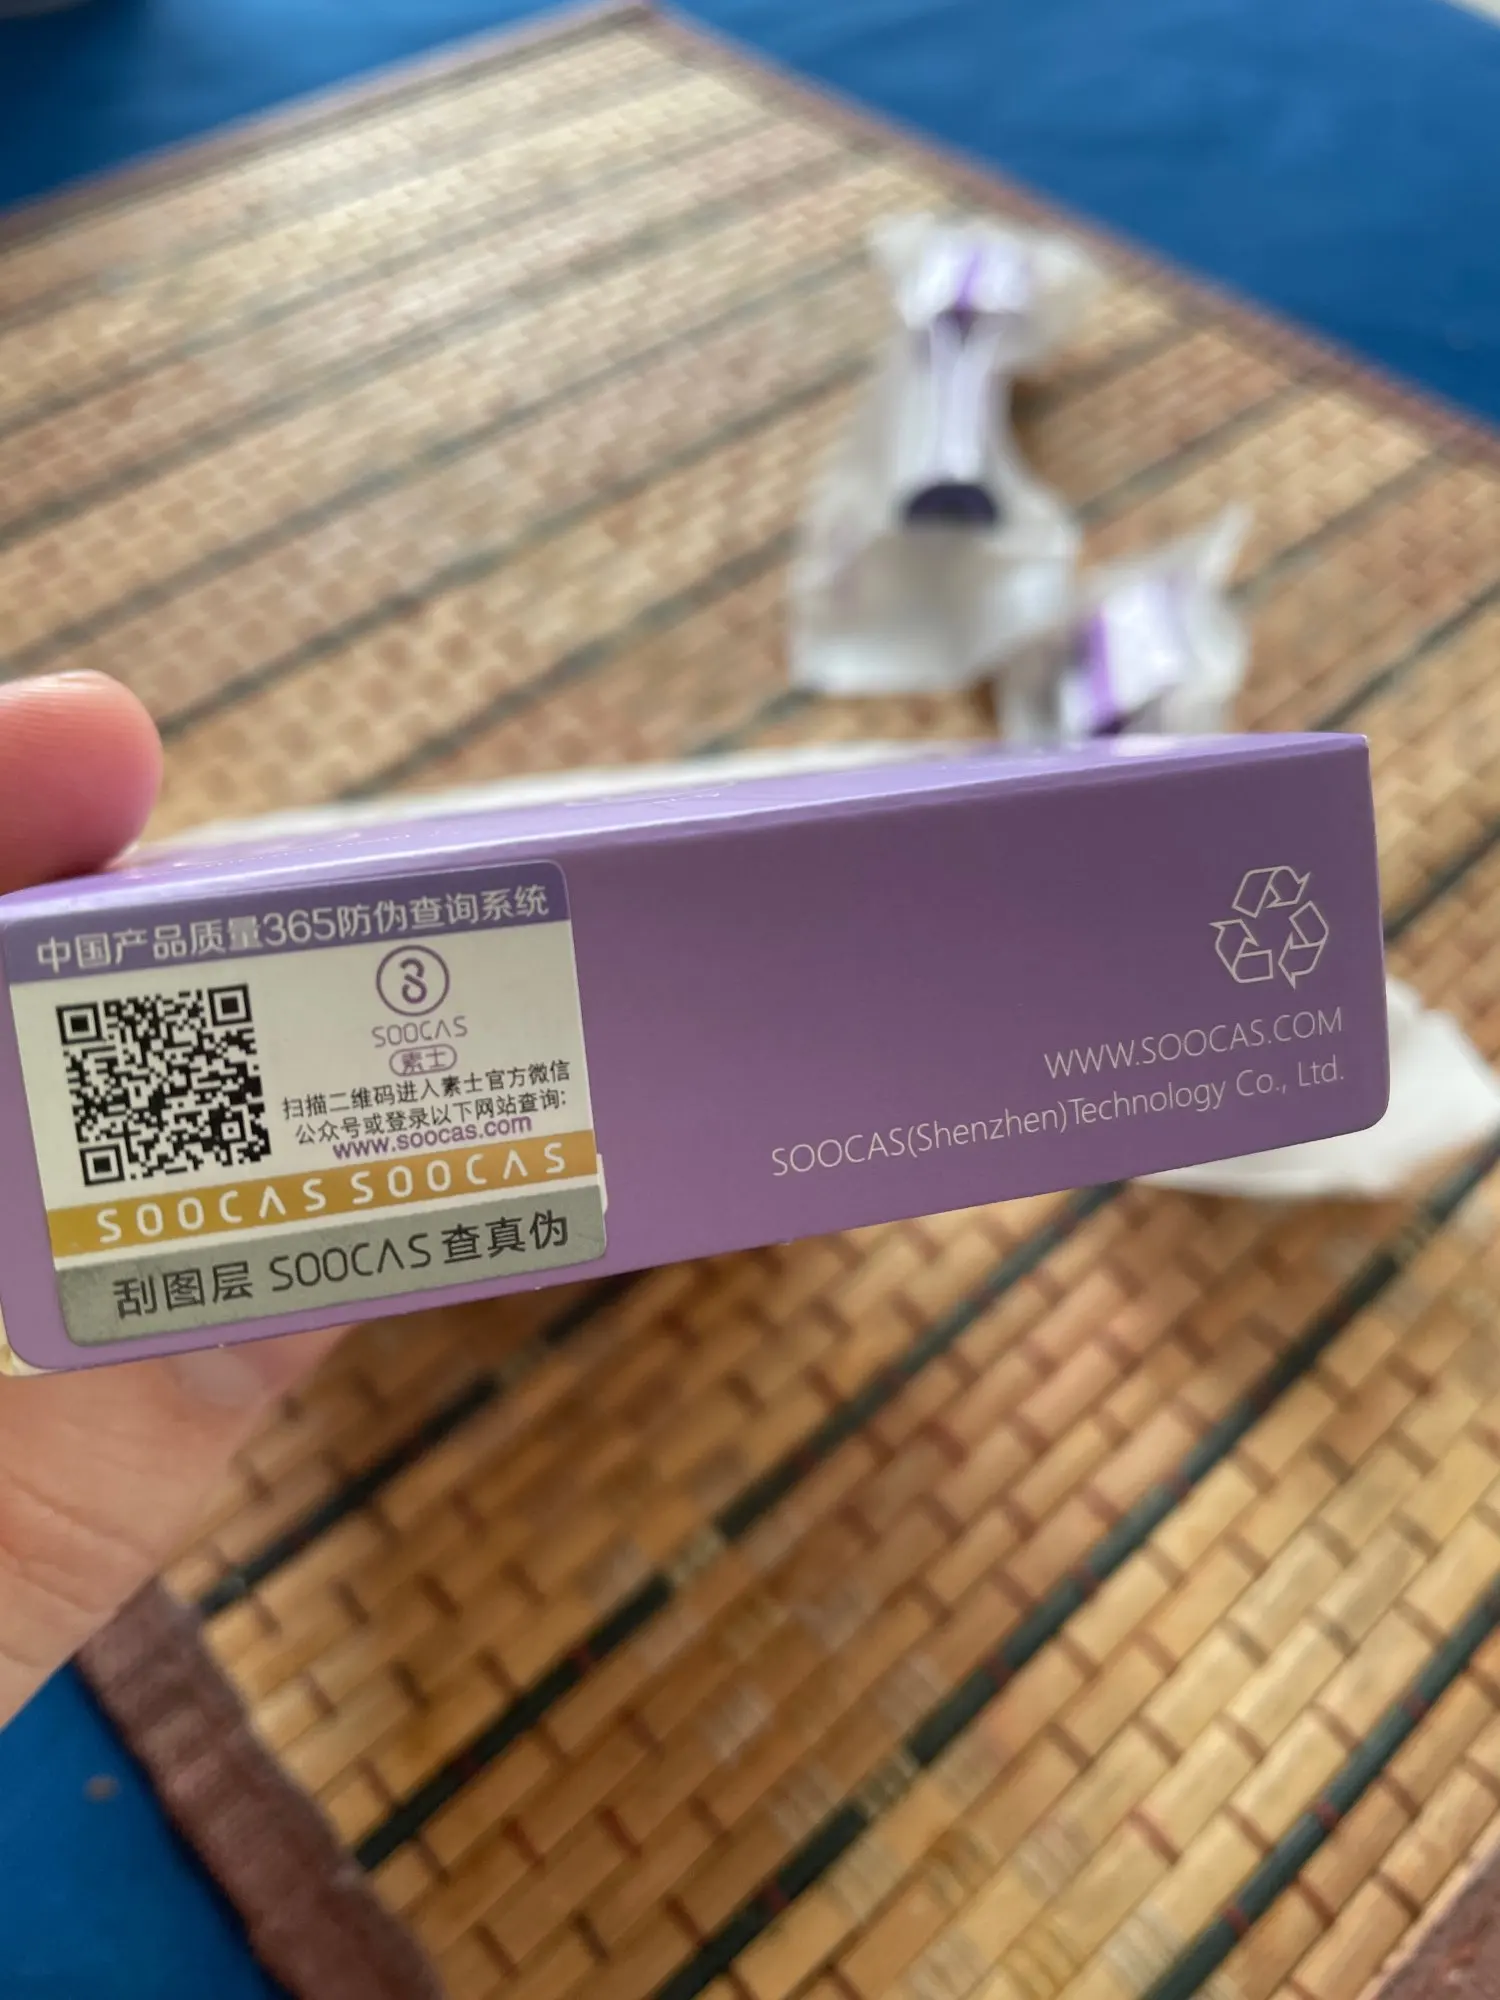 中国产品质量365防伪查询系统
SOOCAS
素士
扫描二维码进入素士官方微信
公众号或登录以下网站查询:
www.soocas.com
SOOCAS SOOCAS
刮图层 SOOCAS 查真伪
WWW.SOOCAS.COM
SOOCAS(Shenzhen)Technology Co., Ltd.